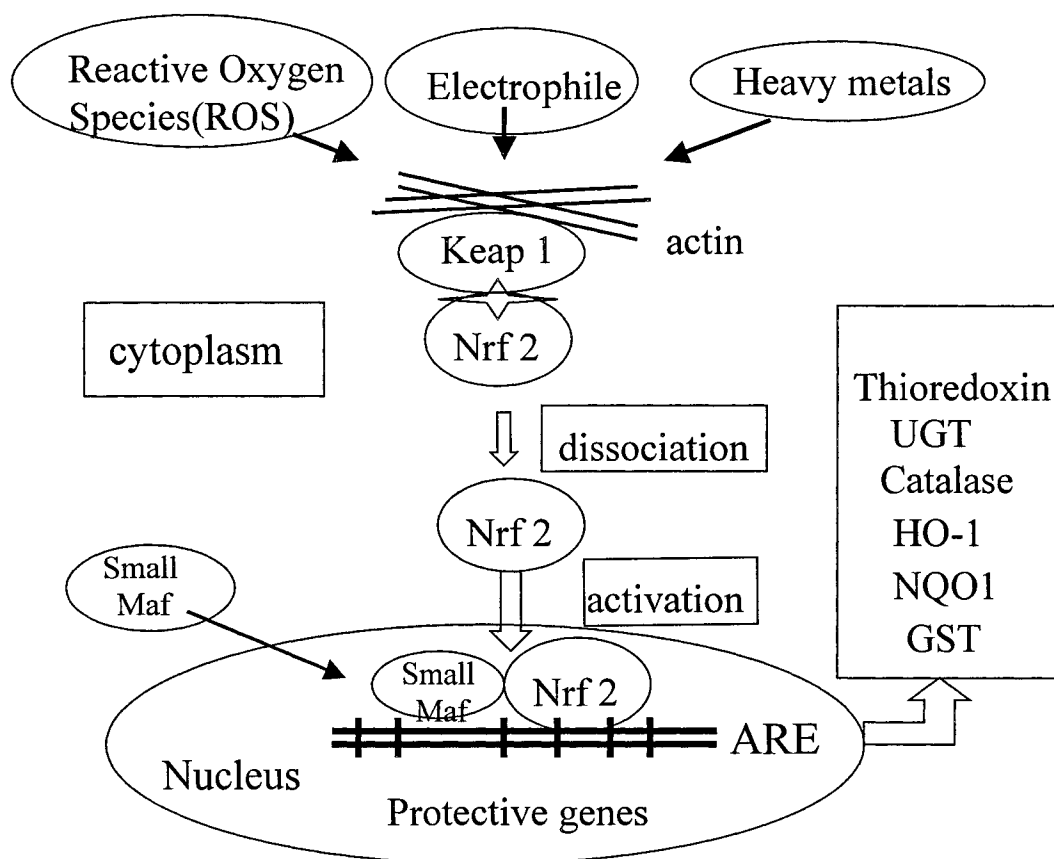 Reactive Oxygen
Species(ROS)
Electrophile
Heavy metals
actin
Keap 1
Nrf 2
cytoplasm
dissociation
Nrf 2
activation
Small
Maf
Small
Maf
Nrf 2
ARE
Nucleus
Protective genes
Thioredoxin
UGT
Catalase
HO-1
NQO1
GST